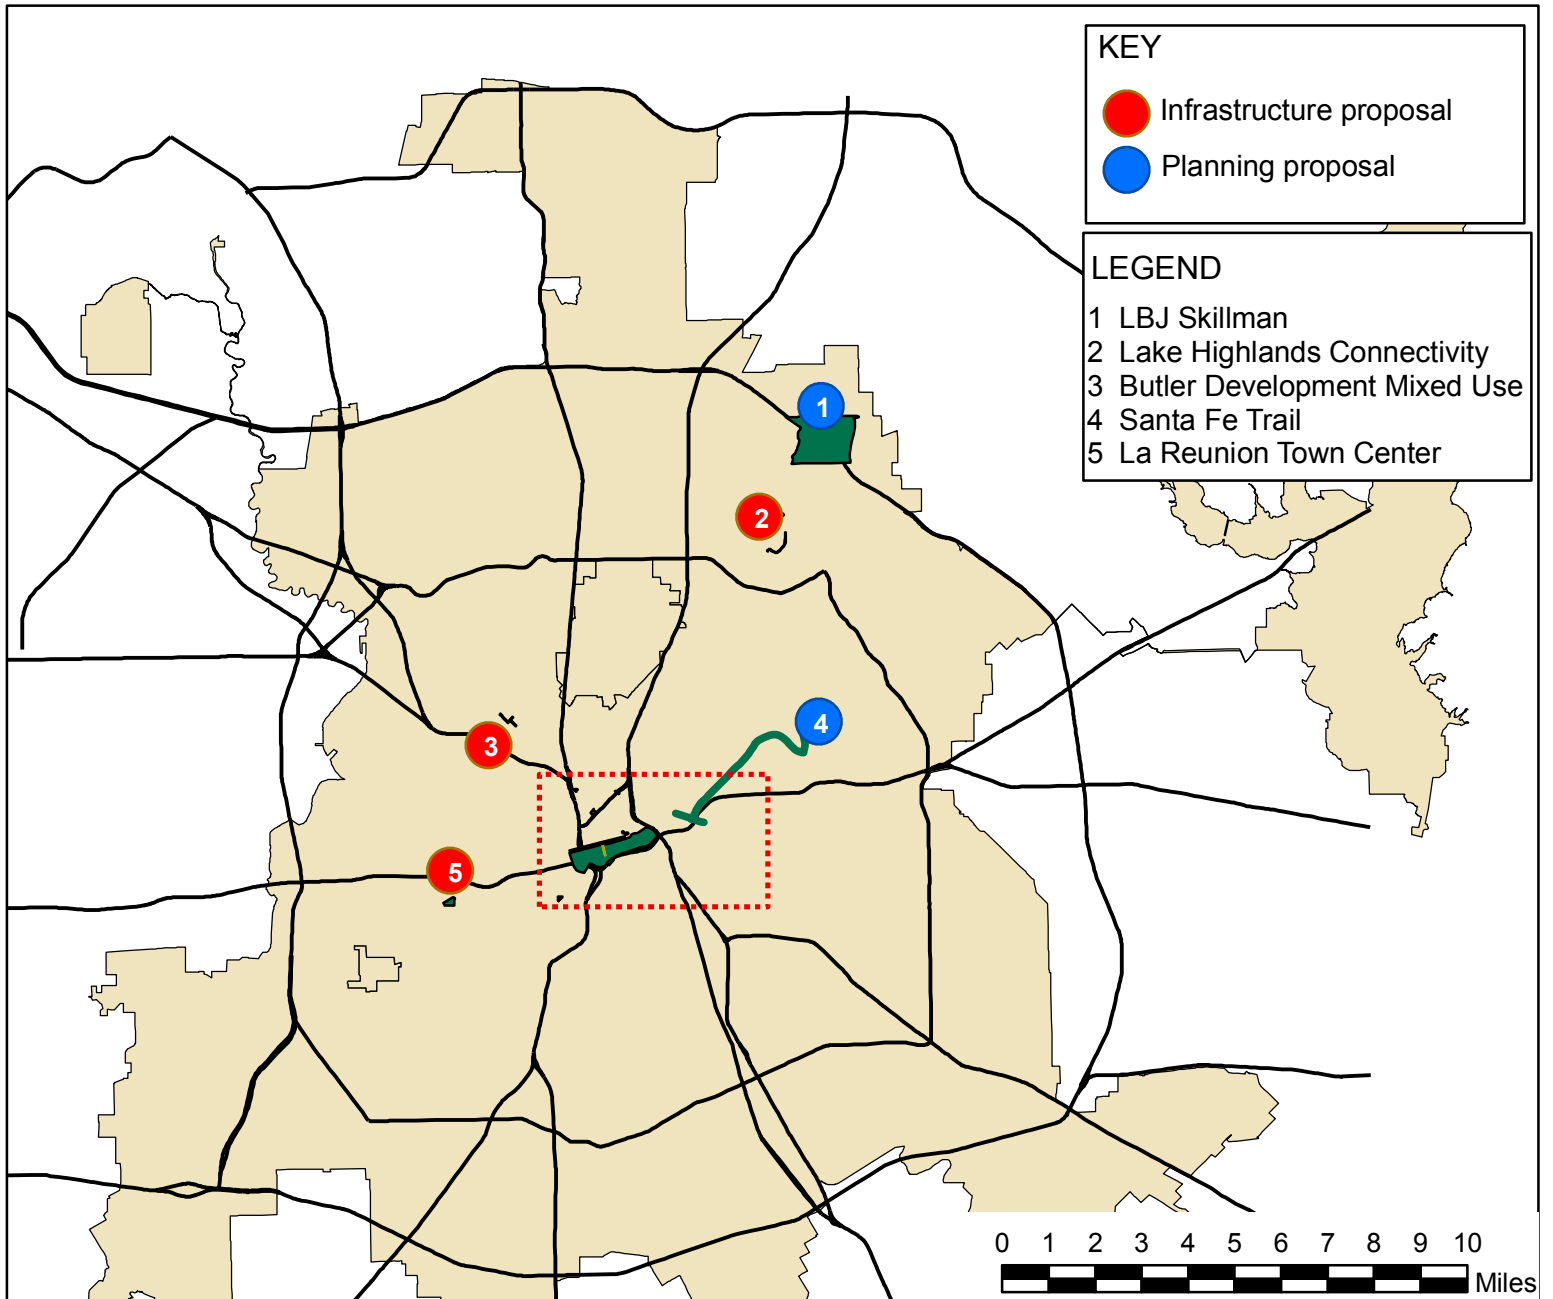 KEY
Infrastructure proposal
Planning proposal
LEGEND
1 LBJ Skillman
2 Lake Highlands Connectivity
3 Butler Development Mixed Use
4 Santa Fe Trail
5 La Reunion Town Center
1
2
4
3
5
0 1 2 3 4 5 6 7 8 9 10
Miles